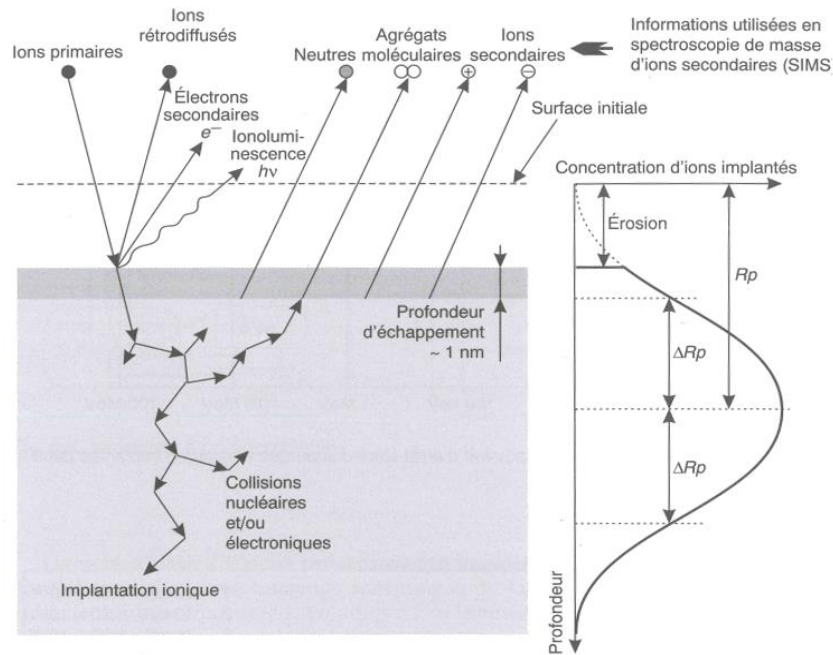 Ions primaires
Ions
rétrodiffusés
Électrons
secondaires
e⁻
Ionolumi-
nescence
hν
Neutres
Agrégats
moléculaires
Ions
secondaires
Informations utilisées en
spectroscopie de masse
d'ions secondaires (SIMS)
Surface initiale
Concentration d'ions implantés
Érosion
Rp
Profondeur
d'échappement
~ 1 nm
ΔRp
ΔRp
Collisions
nucléaires
et/ou
électroniques
Implantation ionique
Profondeur